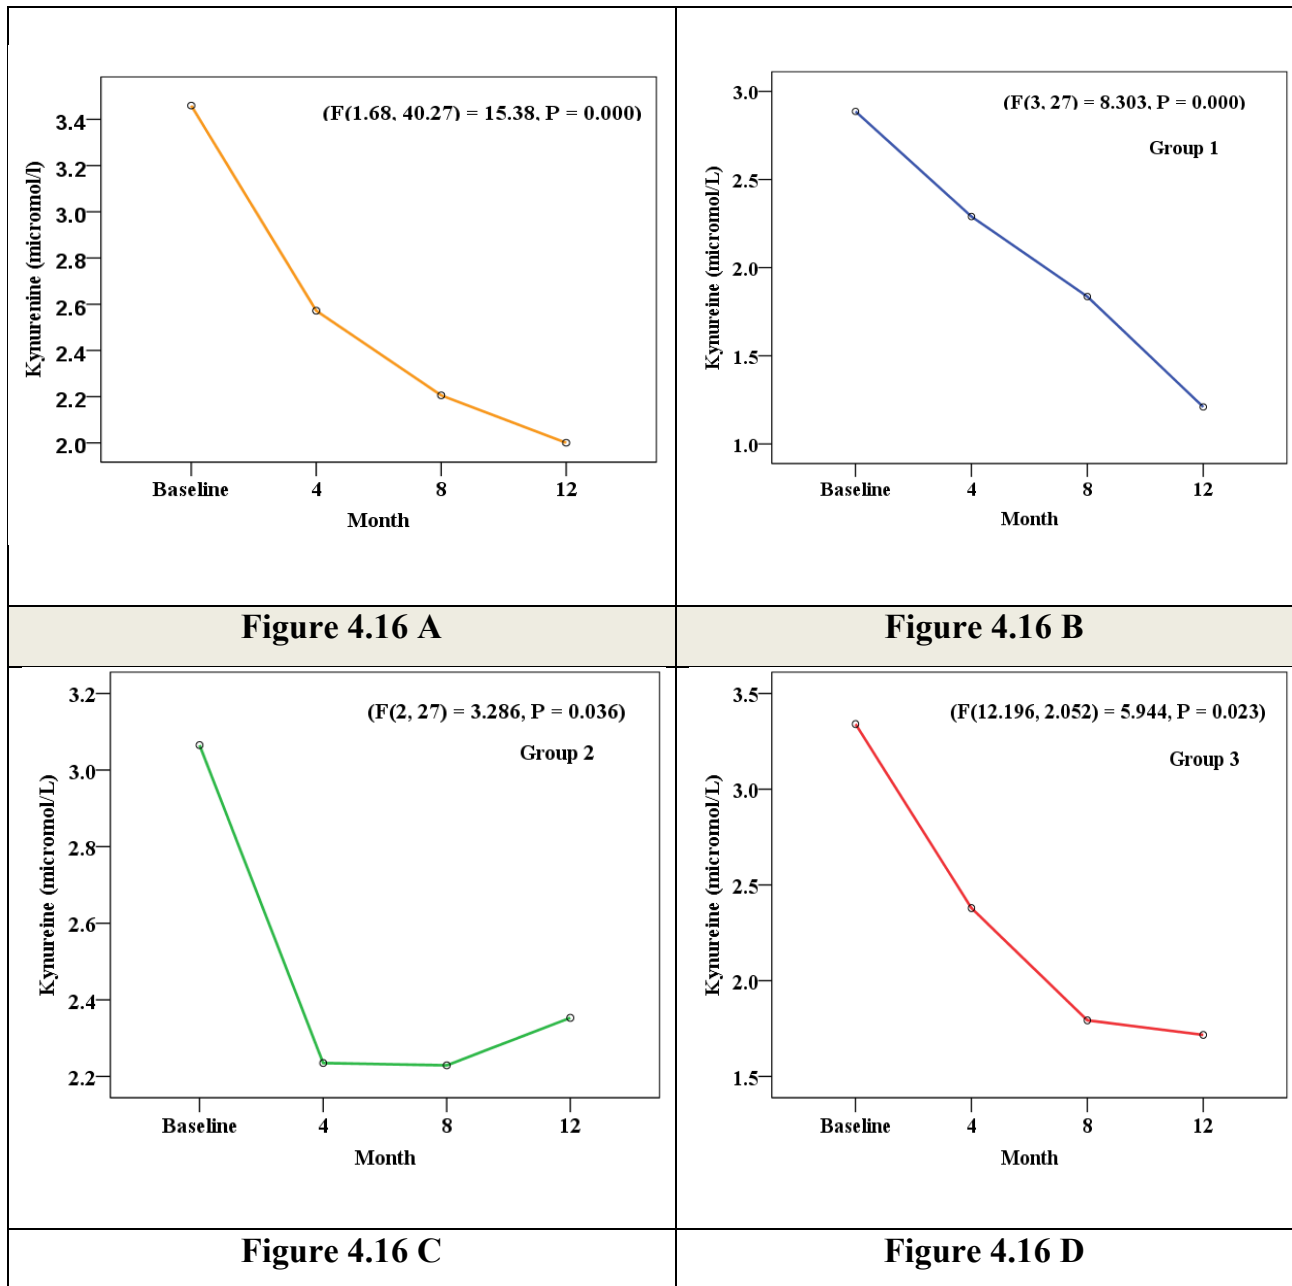 (F(1.68, 40.27) = 15.38, P = 0.000)
Kynurenine (micromol/l)
3.4
3.2
3.0
2.8
2.6
2.4
2.2
2.0
Baseline 4 8 12
Month
(F(3, 27) = 8.303, P = 0.000)
Group 1
Kynureine (micromol/L)
3.0
2.5
2.0
1.5
1.0
Baseline 4 8 12
Month
Figure 4.16 A
Figure 4.16 B
(F(2, 27) = 3.286, P = 0.036)
Group 2
Kynureine (micromol/L)
3.2
3.0
2.8
2.6
2.4
2.2
Baseline 4 8 12
Month
(F(12.196, 2.052) = 5.944, P = 0.023)
Group 3
Kynureine (micromol/L)
3.5
3.0
2.5
2.0
1.5
Baseline 4 8 12
Month
Figure 4.16 C
Figure 4.16 D